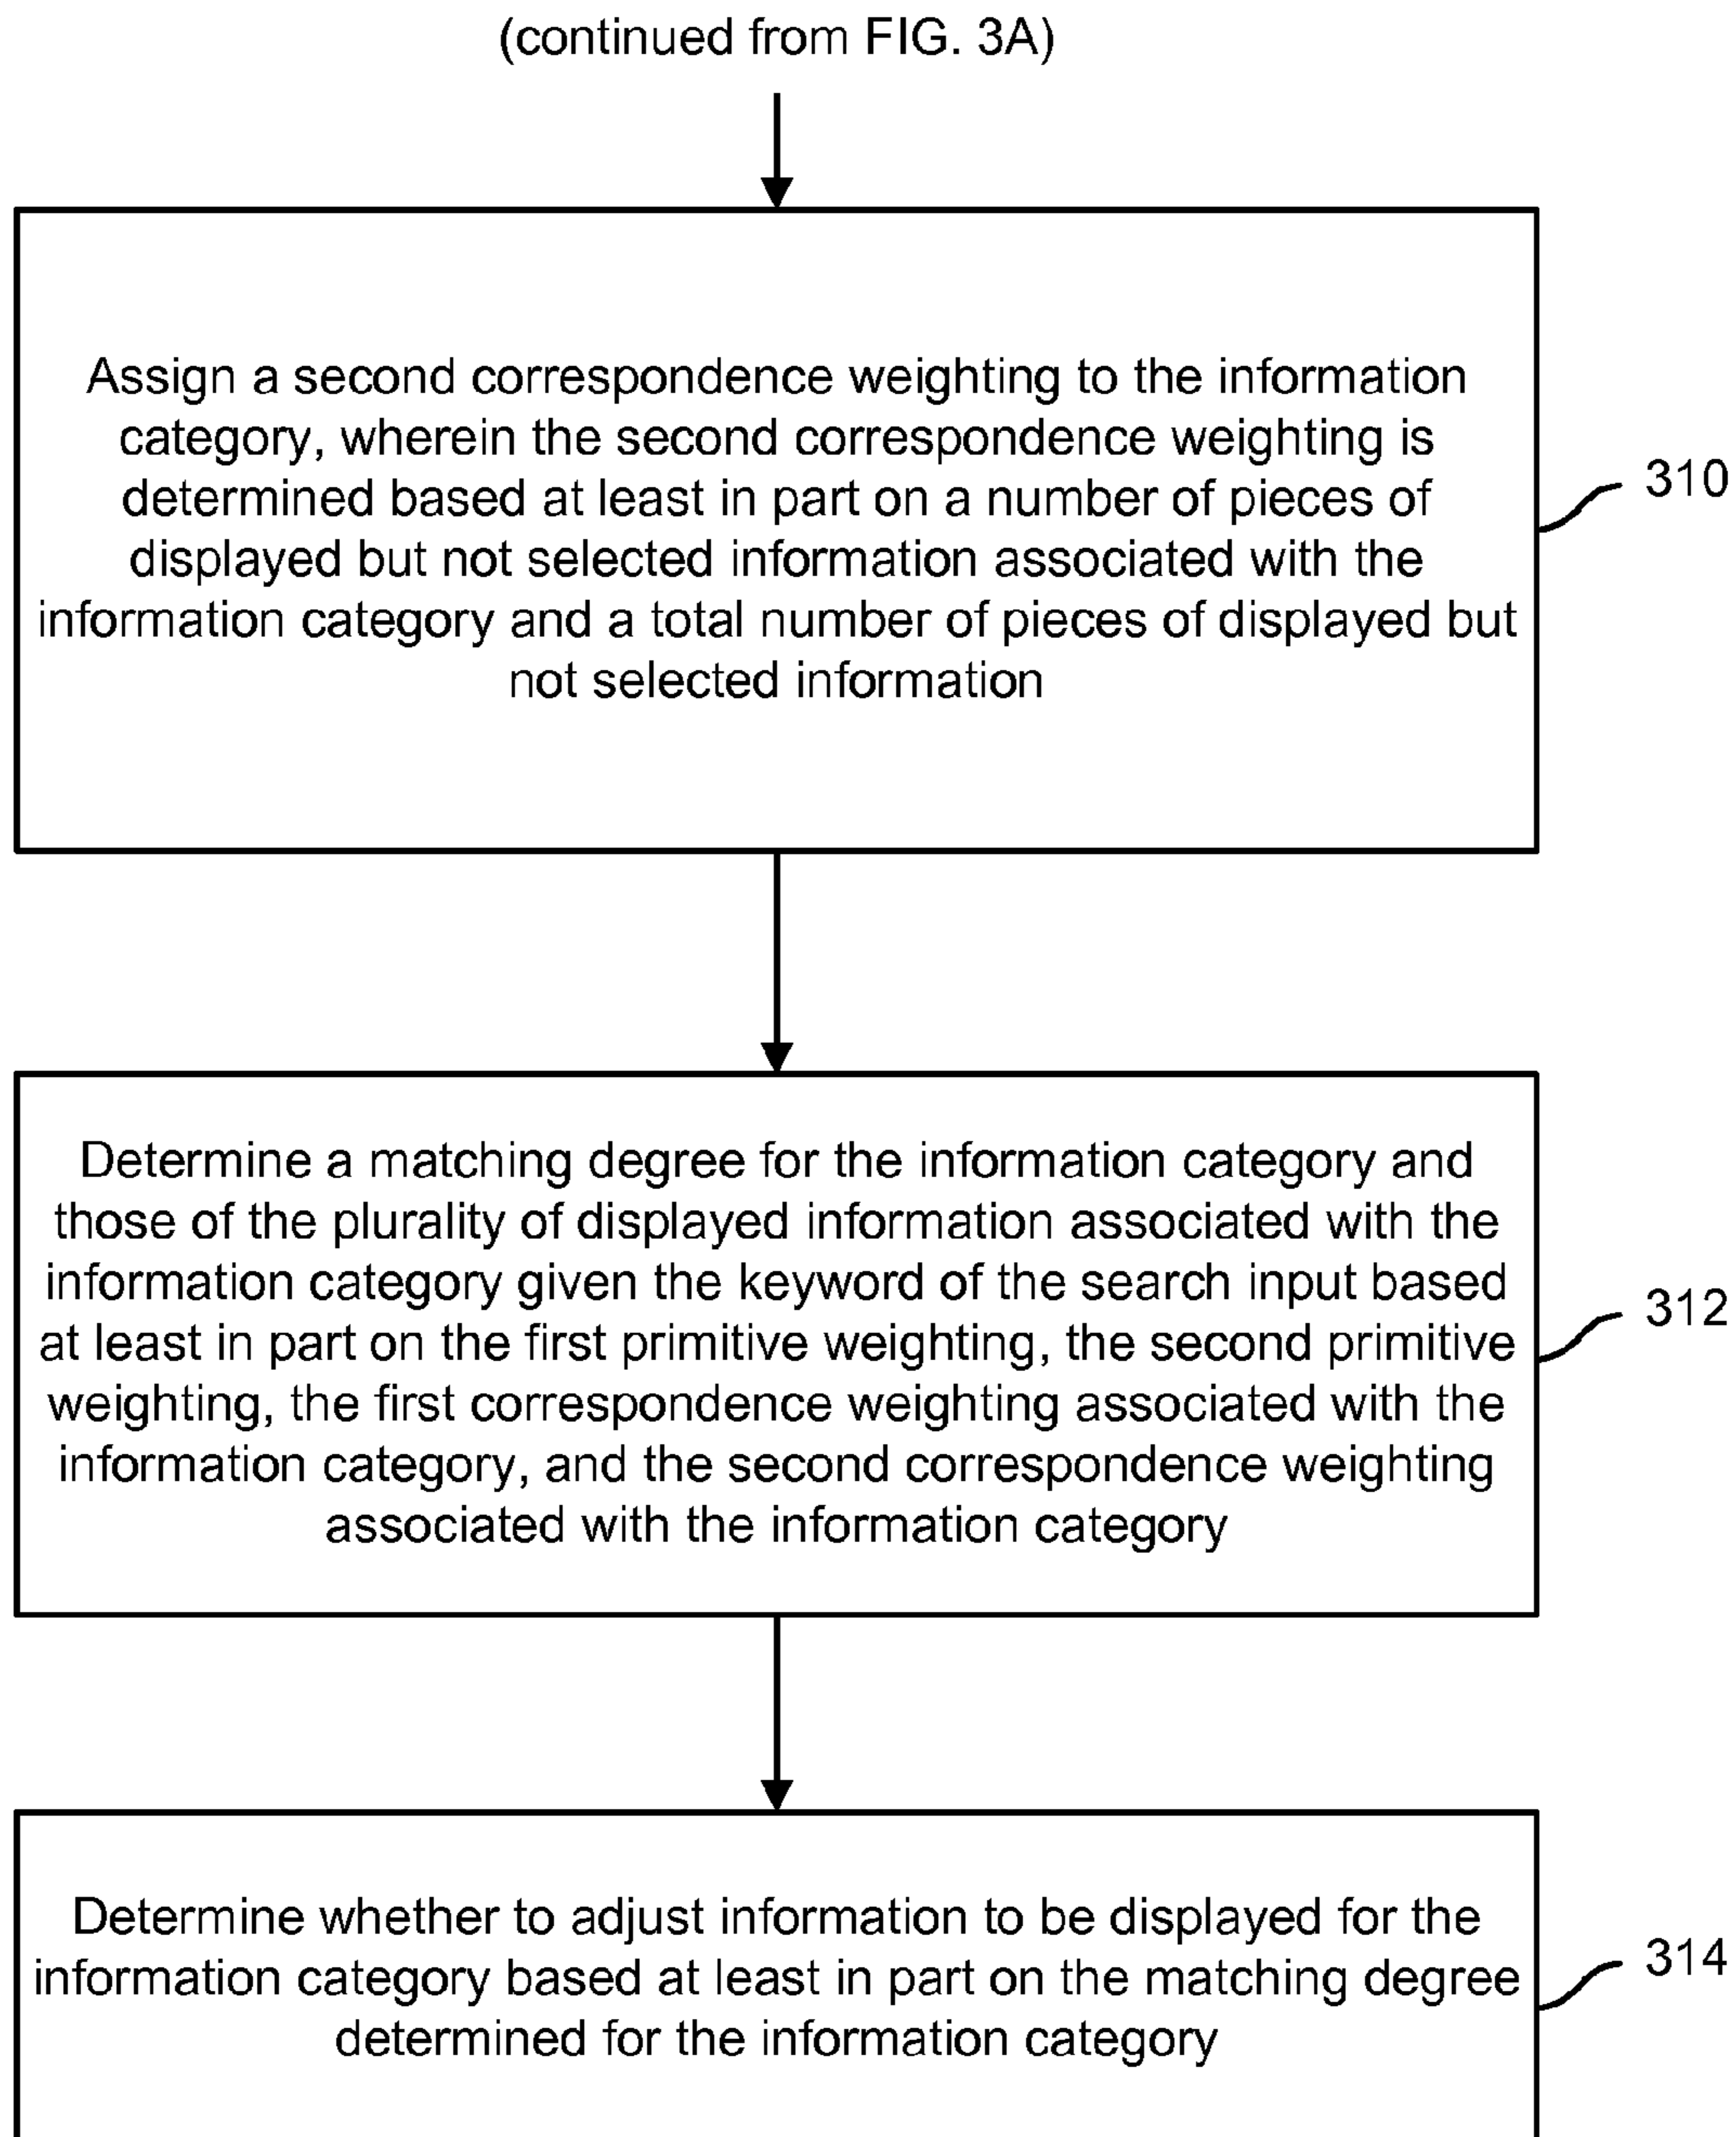 (continued from FIG. 3A)
Assign a second correspondence weighting to the information
category, wherein the second correspondence weighting is
determined based at least in part on a number of pieces of
displayed but not selected information associated with the
information category and a total number of pieces of displayed but
not selected information
310
Determine a matching degree for the information category and
those of the plurality of displayed information associated with the
information category given the keyword of the search input based
at least in part on the first primitive weighting, the second primitive
weighting, the first correspondence weighting associated with the
information category, and the second correspondence weighting
associated with the information category
312
Determine whether to adjust information to be displayed for the
information category based at least in part on the matching degree
determined for the information category
314